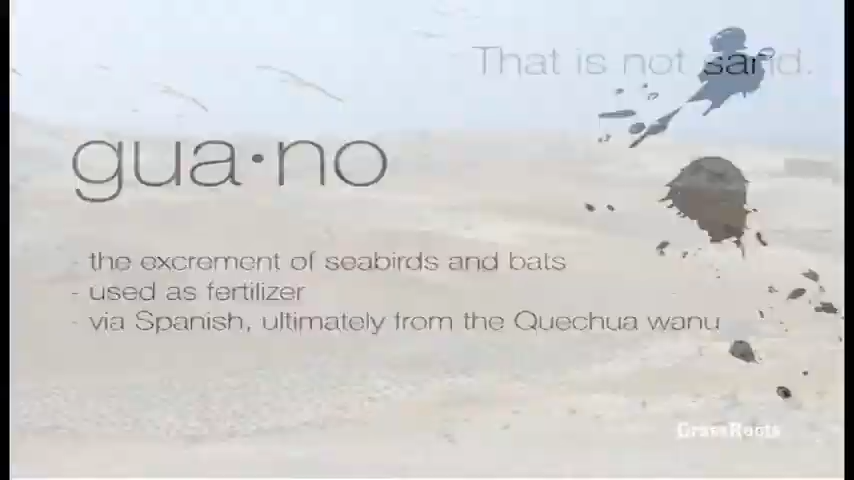 That is not sand.
gua·no
- the excrement of seabirds and bats
- used as fertilizer
- via Spanish, ultimately from the Quechua wanu
GrassRoots